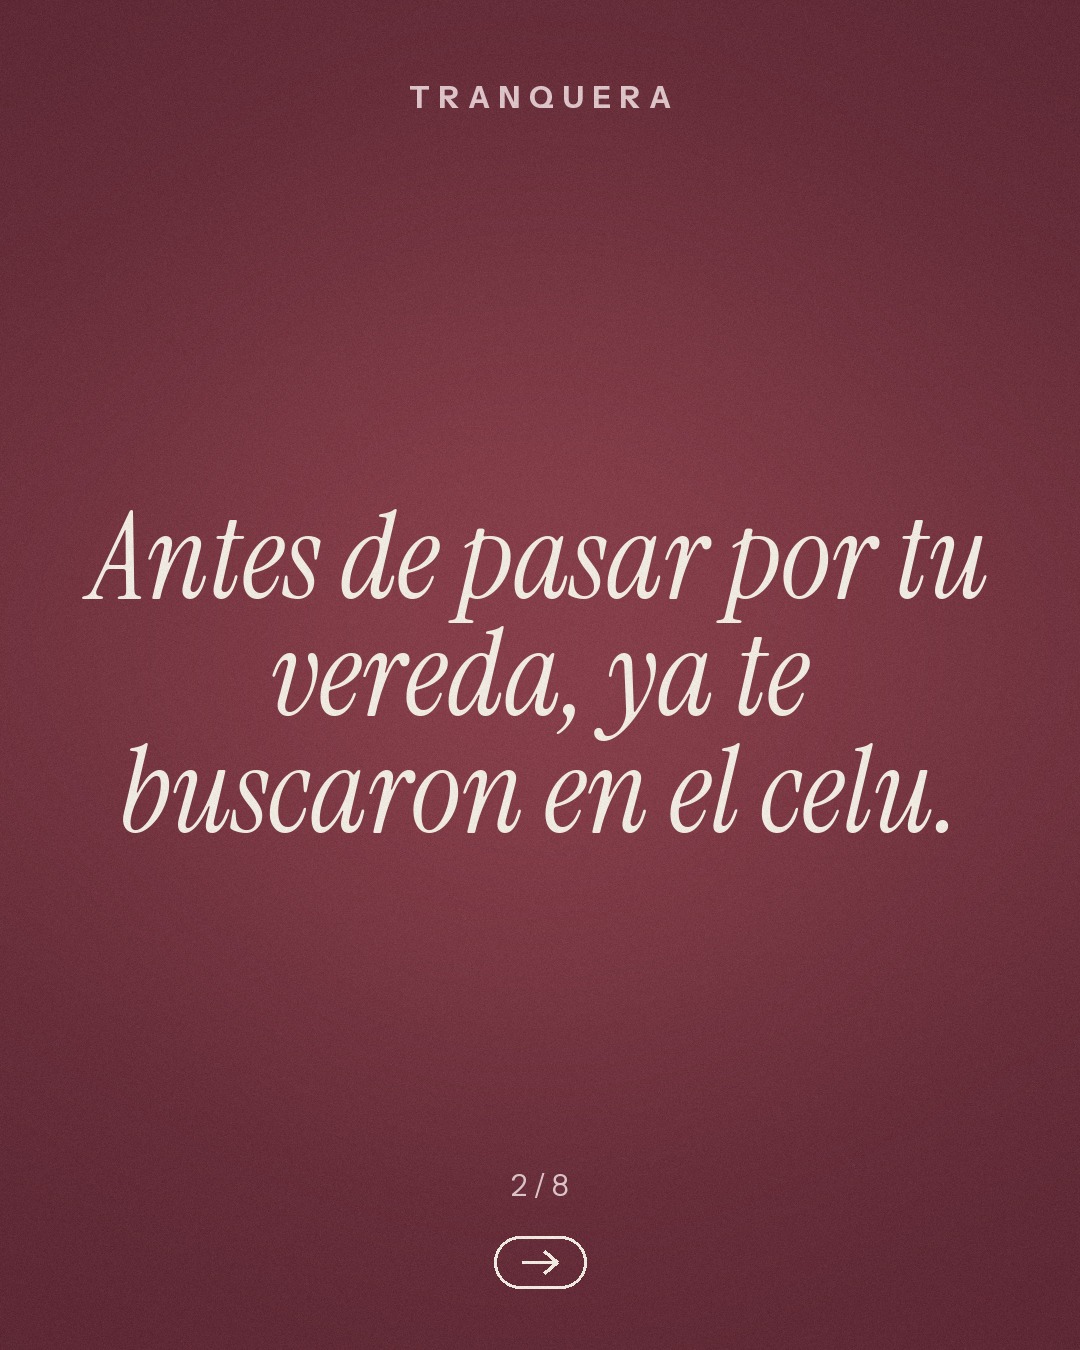 TRANQUERA
Antes de pasar por tu
vereda, ya te
buscaron en el celu.
2/8